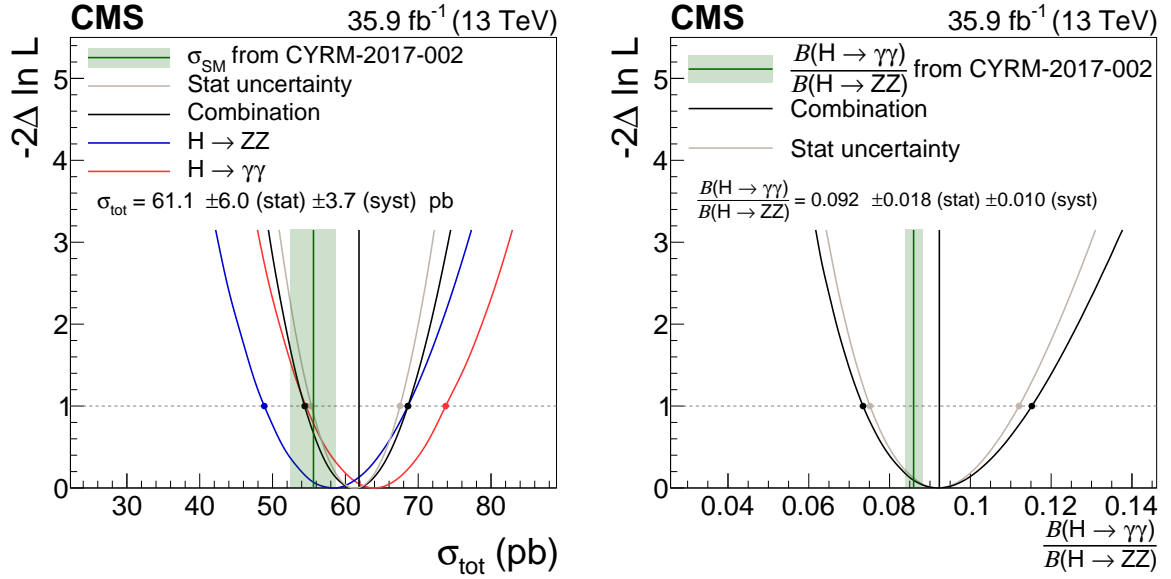 CMS 35.9 fb⁻¹ (13 TeV)
-2Δ ln L
5
4
3
2
1
0
σ_SM from CYRM-2017-002
Stat uncertainty
Combination
H → ZZ
H → γγ
σ_tot = 61.1 ±6.0 (stat) ±3.7 (syst) pb
30 40 50 60 70 80
σ_tot (pb)
CMS 35.9 fb⁻¹ (13 TeV)
-2Δ ln L
5
4
3
2
1
0
B(H → γγ)
B(H → ZZ) from CYRM-2017-002
Combination
Stat uncertainty
B(H → γγ)
B(H → ZZ) = 0.092 ±0.018 (stat) ±0.010 (syst)
0.04 0.06 0.08 0.1 0.12 0.14
B(H → γγ)
B(H → ZZ)